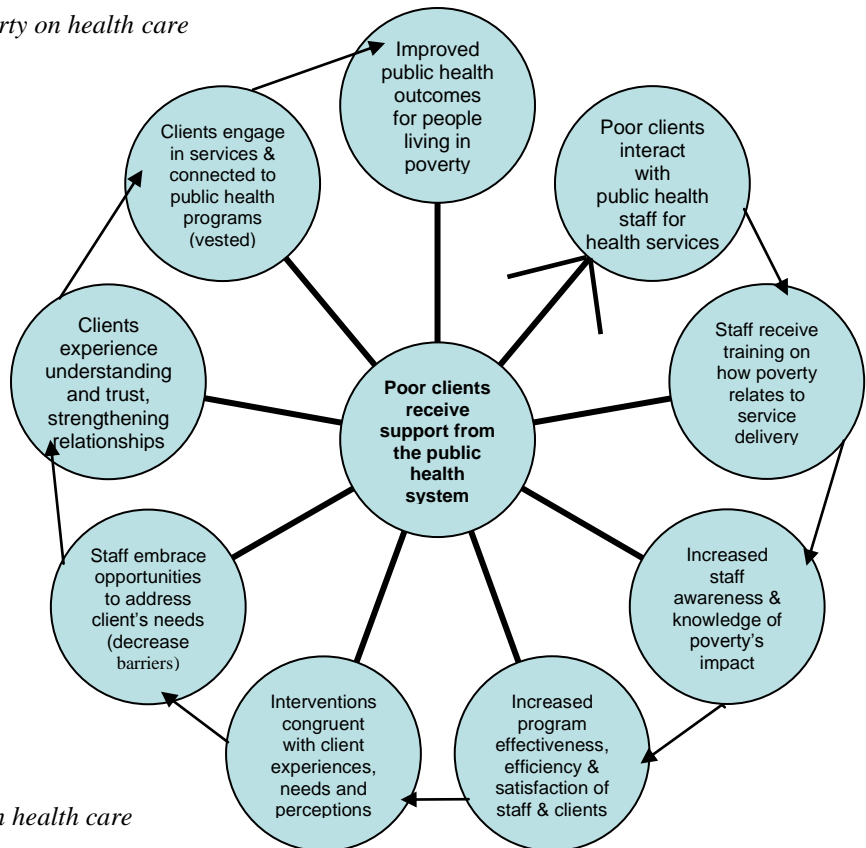 rty on health care
Improved
public health
outcomes
for people
living in
poverty
Poor clients
interact
with
public health
staff for
health services
Staff receive
training on
how poverty
relates to
service
delivery
Increased
staff
awareness &
knowledge of
poverty's
impact
Increased
program
effectiveness,
efficiency &
satisfaction of
staff & clients
Interventions
congruent
with client
experiences,
needs and
perceptions
Staff embrace
opportunities
to address
client's needs
(decrease
barriers)
Clients
experience
understanding
and trust,
strengthening
relationships
Clients engage
in services &
connected to
public health
programs
(vested)
Poor clients
receive
support from
the public
health
system
n health care